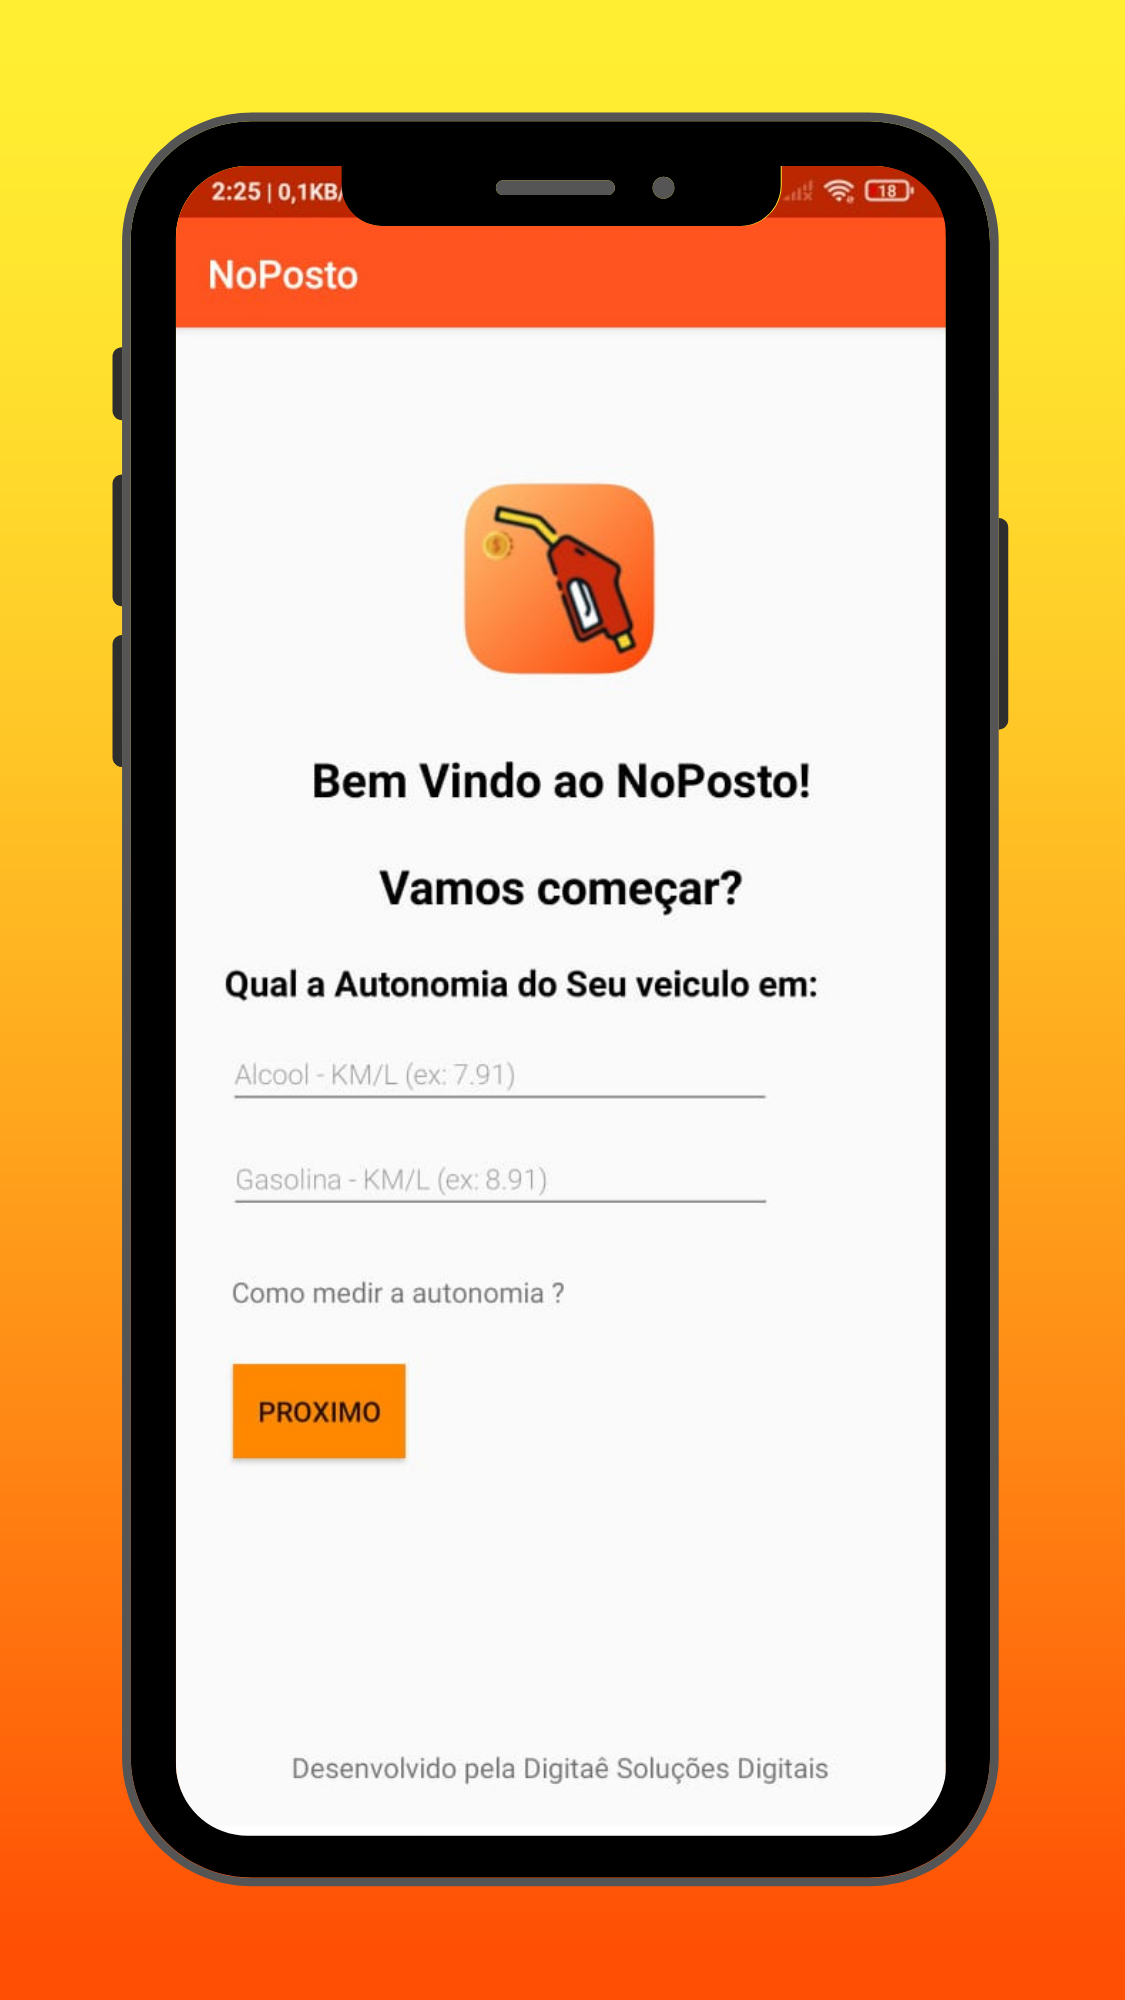 2:25 | 0,1KB/
18
NoPosto
Bem Vindo ao NoPosto!
Vamos começar?
Qual a Autonomia do Seu veiculo em:
Alcool - KM/L (ex: 7.91)
Gasolina - KM/L (ex: 8.91)
Como medir a autonomia ?
PROXIMO
Desenvolvido pela Digitaê Soluções Digitais